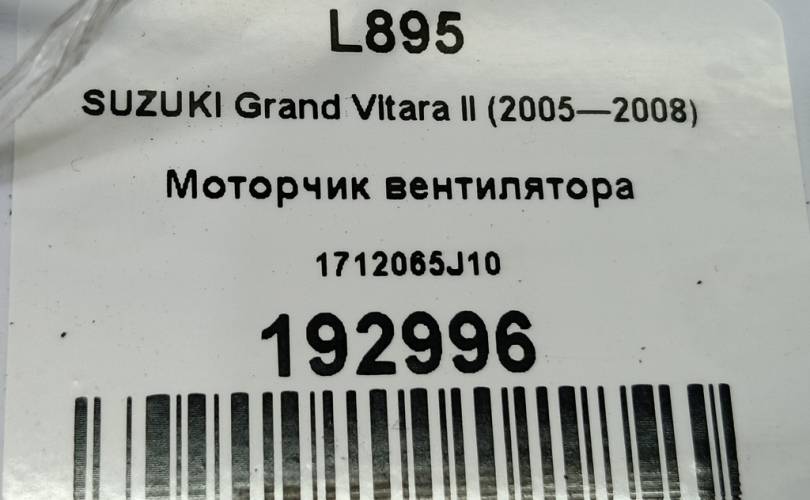 L895
SUZUKI Grand Vitara II (2005—2008)
Моторчик вентилятора
1712065J10
192996